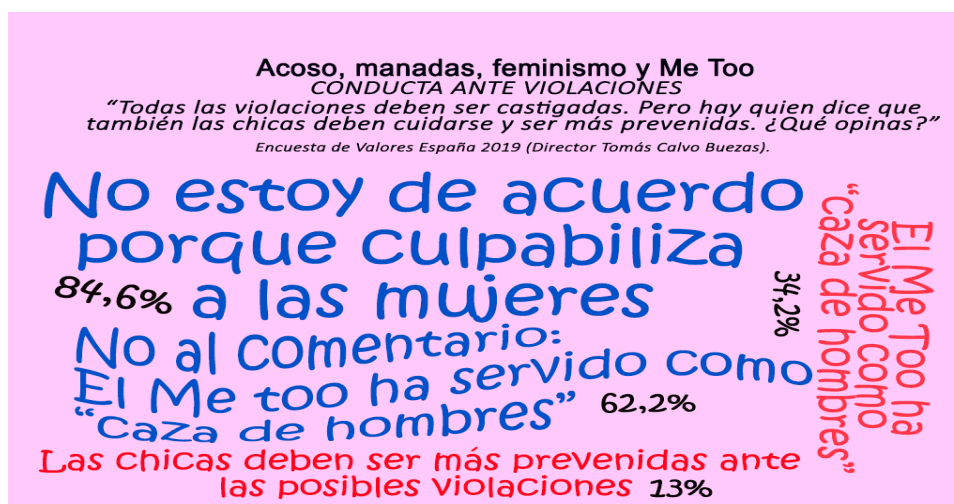 Acoso, manadas, feminismo y Me Too
CONDUCTA ANTE VIOLACIONES
“Todas las violaciones deben ser castigadas. Pero hay quien dice que
también las chicas deben cuidarse y ser más prevenidas. ¿Qué opinas?”
Encuesta de Valores España 2019 (Director Tomás Calvo Buezas).
No estoy de acuerdo
porque culpabiliza
84,6% a las mujeres
No al comentario:
El Me too ha servido como
“caza de hombres” 62,2%
El Me Too ha
servido como
“caza de hombres”
34,2%
Las chicas deben ser más prevenidas ante
las posibles violaciones 13%